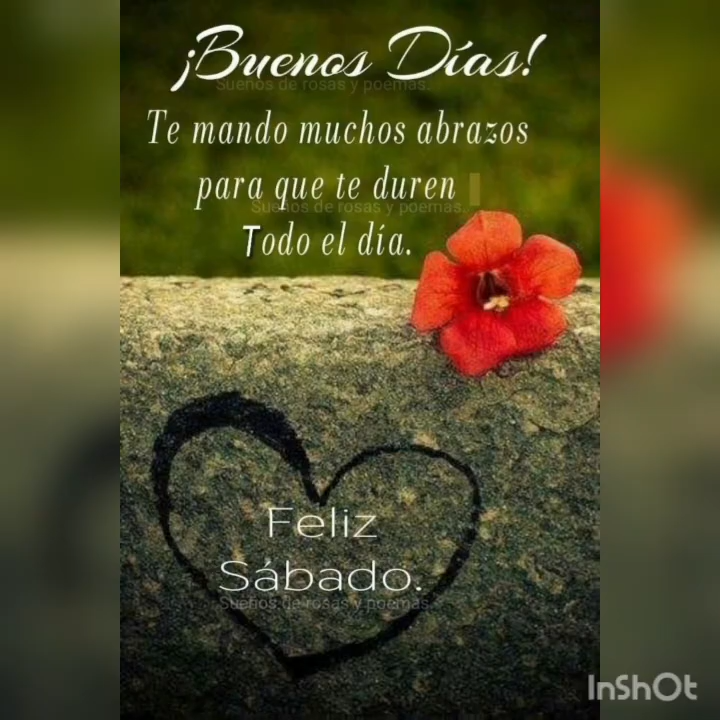 ¡Buenos Días!
Sueños de rosas y poemas.
Te mando muchos abrazos
para que te duren
Sueños de rosas y poemas.
Todo el día.
Feliz
Sábado.
Sueños de rosas y poemas.
InShOt